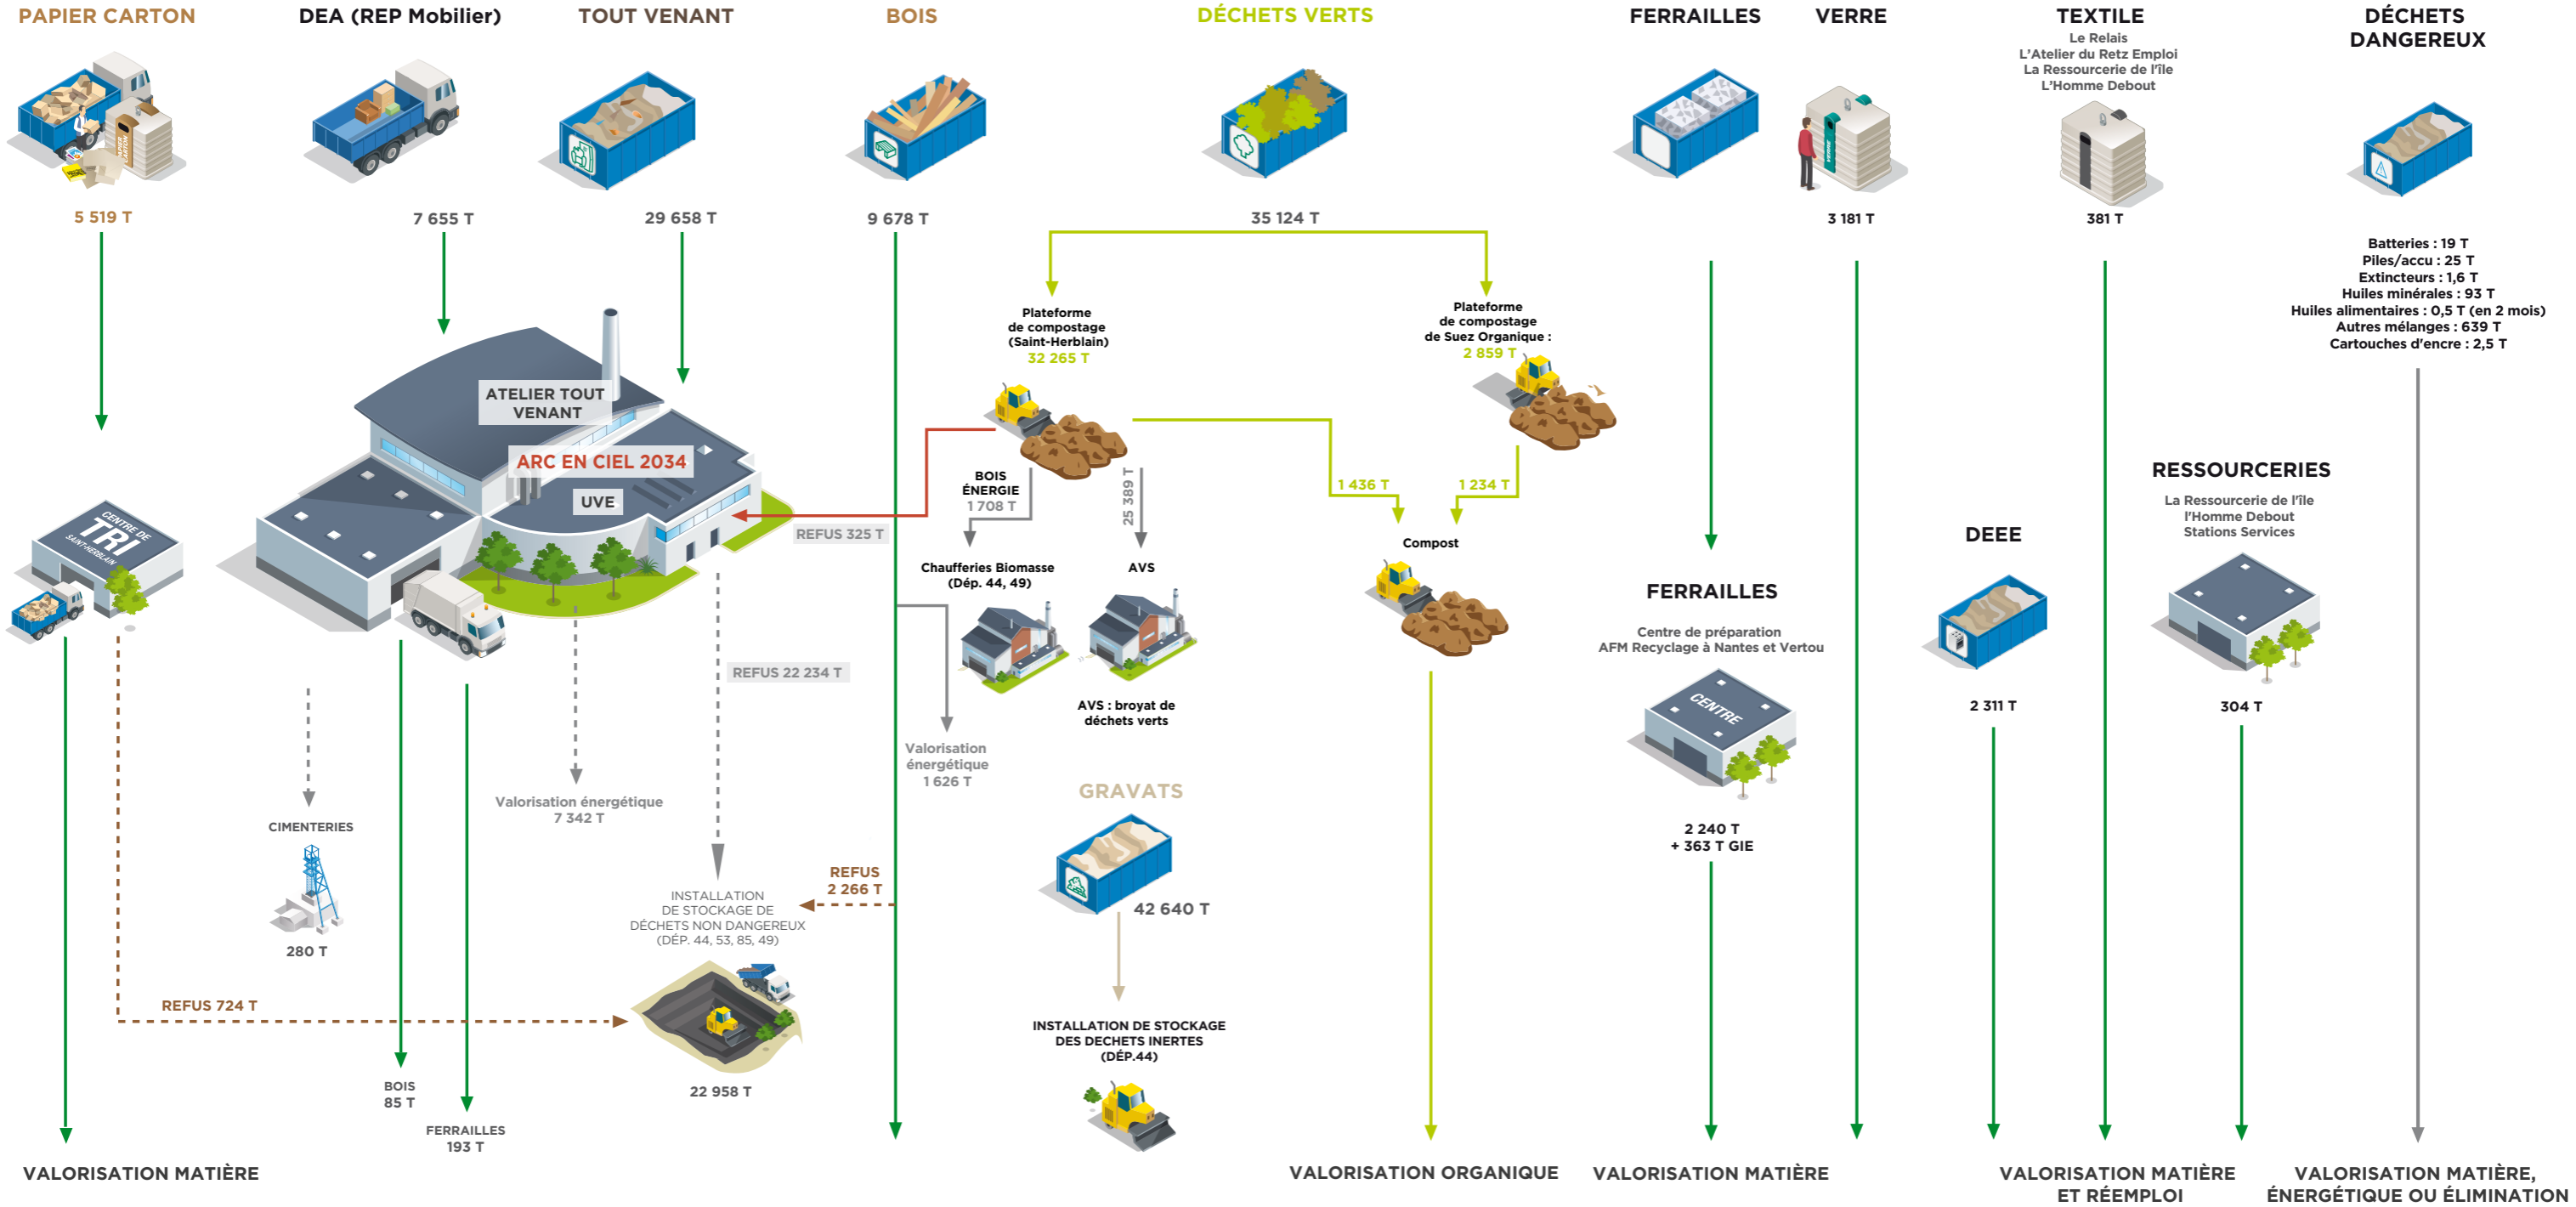 PAPIER CARTON
DEA (REP Mobilier)
TOUT VENANT
BOIS
DÉCHETS VERTS
FERRAILLES
VERRE
TEXTILE
Le Relais
L'Atelier du Retz Emploi
La Ressourcerie de l'île
L'Homme Debout
DÉCHETS
DANGEREUX
PAPIER
CARTON
VERRE
5 519 T
7 655 T
29 658 T
9 678 T
35 124 T
3 181 T
381 T
Batteries : 19 T
Piles/accu : 25 T
Extincteurs : 1,6 T
Huiles minérales : 93 T
Huiles alimentaires : 0,5 T (en 2 mois)
Autres mélanges : 639 T
Cartouches d'encre : 2,5 T
Plateforme
de compostage
(Saint-Herblain)
32 265 T
Plateforme
de compostage
de Suez Organique :
2 859 T
ATELIER TOUT
VENANT
ARC EN CIEL 2034
UVE
BOIS
ÉNERGIE
1 708 T
25 389 T
1 436 T
1 234 T
REFUS 325 T
CENTRE DE
TRI
SAINT-HERBLAIN
Chaufferies Biomasse
(Dép. 44, 49)
AVS
Compost
RESSOURCERIES
La Ressourcerie de l'île
l'Homme Debout
Stations Services
DEEE
FERRAILLES
Centre de préparation
AFM Recyclage à Nantes et Vertou
CENTRE
REFUS 22 234 T
AVS : broyat de
déchets verts
2 311 T
304 T
Valorisation
énergétique
1 626 T
Valorisation énergétique
7 342 T
GRAVATS
CIMENTERIES
280 T
2 240 T
+ 363 T GIE
REFUS
2 266 T
INSTALLATION
DE STOCKAGE DE
DÉCHETS NON DANGEREUX
(DÉP. 44, 53, 85, 49)
42 640 T
REFUS 724 T
INSTALLATION DE STOCKAGE
DES DECHETS INERTES
(DÉP.44)
22 958 T
BOIS
85 T
FERRAILLES
193 T
VALORISATION MATIÈRE
VALORISATION ORGANIQUE
VALORISATION MATIÈRE
VALORISATION MATIÈRE
ET RÉEMPLOI
VALORISATION MATIÈRE,
ÉNERGÉTIQUE OU ÉLIMINATION